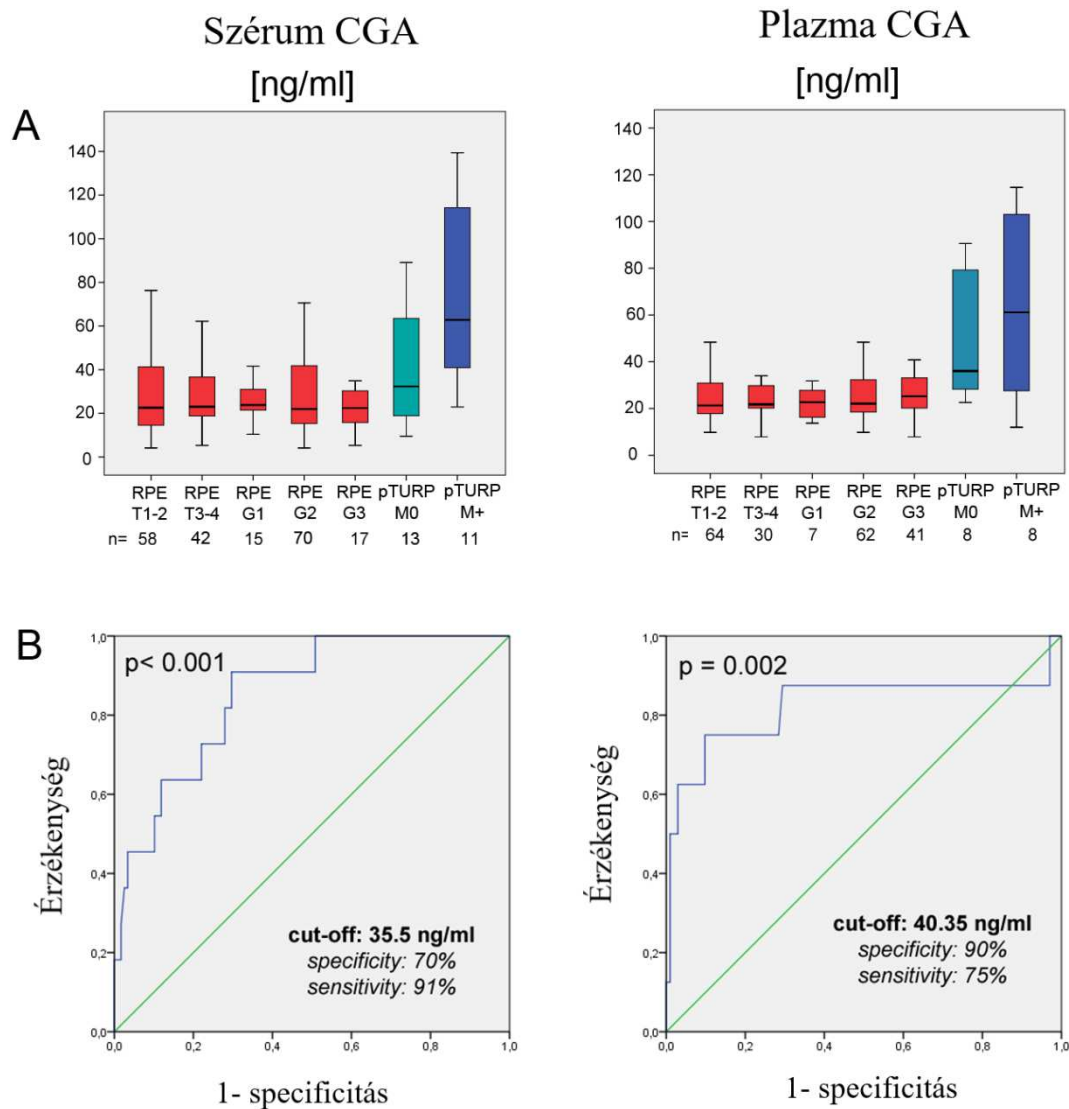 Szérum CGA
[ng/ml]
Plazma CGA
[ng/ml]
A
140
120
100
80
60
40
20
0
RPE RPE RPE RPE RPE pTURP pTURP
T1-2 T3-4 G1 G2 G3 M0 M+
n= 58 42 15 70 17 13 11
140
120
100
80
60
40
20
0
RPE RPE RPE RPE RPE pTURP pTURP
T1-2 T3-4 G1 G2 G3 M0 M+
n= 64 30 7 62 41 8 8
B
p< 0.001
1,0
0,8
0,6
0,4
0,2
0,0
Érzékenység
cut-off: 35.5 ng/ml
specificity: 70%
sensitivity: 91%
0,0 0,2 0,4 0,6 0,8 1,0
1- specificitás
p = 0.002
1,0
0,8
0,6
0,4
0,2
0,0
Érzékenység
cut-off: 40.35 ng/ml
specificity: 90%
sensitivity: 75%
0,0 0,2 0,4 0,6 0,8 1,0
1- specificitás